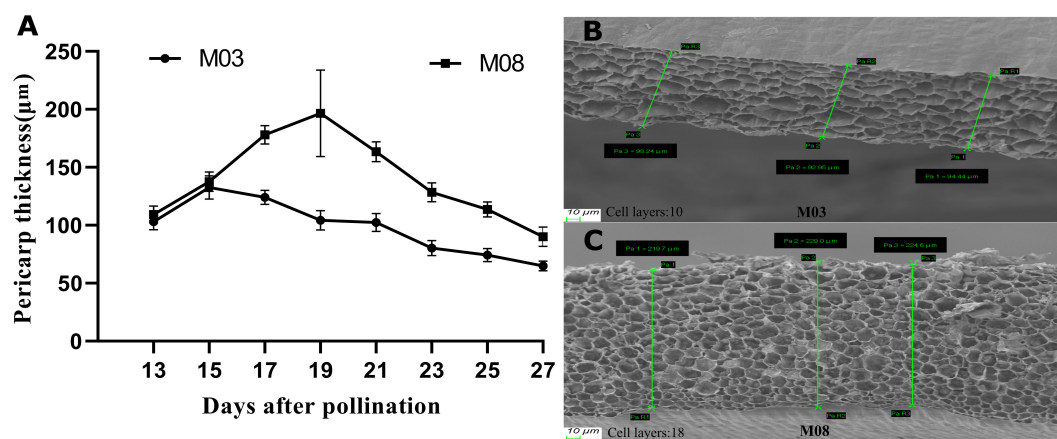 A
Pericarp thickness(μm)
250
200
150
100
50
0
M03
M08
13 15 17 19 21 23 25 27
Days after pollination
B
Pa R3
Pa R2
Pa R1
Pa 3
Pa 2
Pa 1
Pa 3 = 98.24 μm
Pa 2 = 92.95 μm
Pa 1 = 94.44 μm
10 μm
Cell layers:10
M03
C
Pa 1 = 219.7 μm
Pa 2 = 229.0 μm
Pa 3 = 224.6 μm
Pa 1
Pa 2
Pa 3
Pa R1
Pa R2
Pa R3
10 μm
Cell layers:18
M08